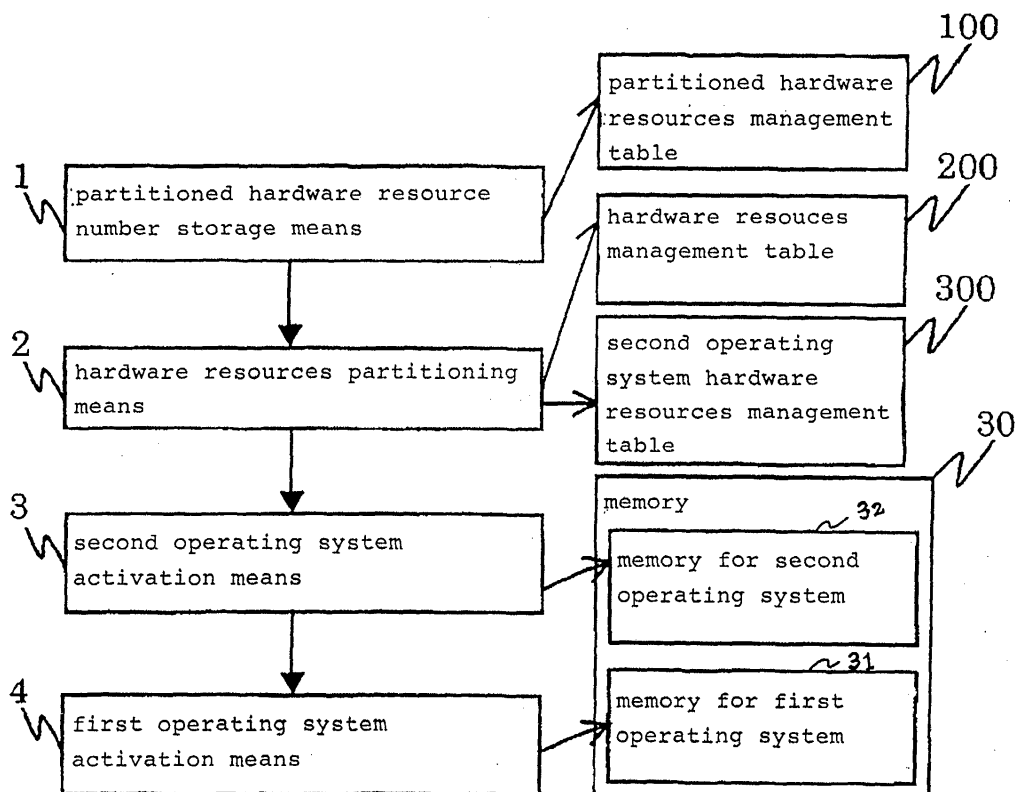 100
partitioned hardware
resources management
table
1
partitioned hardware resource
number storage means
200
hardware resouces
management table
300
second operating
system hardware
resources management
table
2
hardware resources partitioning
means
30
memory
32
memory for second
operating system
3
second operating system
activation means
31
memory for first
operating system
4
first operating system
activation means